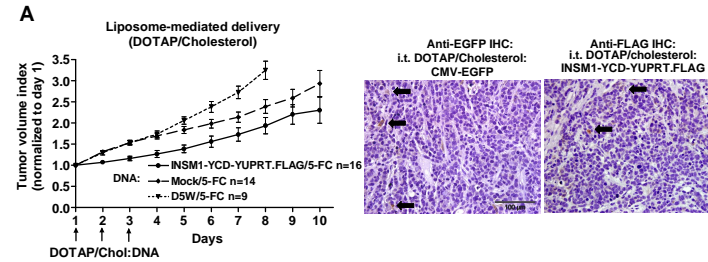 A
Liposome-mediated delivery
(DOTAP/Cholesterol)
Tumor volume index
(normalized to day 1)
3.5
3.0
2.5
2.0
1.5
1.0
0.5
0.0
INSM1-YCD-YUPRT.FLAG/5-FC n=16
DNA:
Mock/5-FC n=14
D5W/5-FC n=9
1 2 3 4 5 6 7 8 9 10
Days
DOTAP/Chol:DNA
Anti-EGFP IHC:
i.t. DOTAP/Cholesterol:
CMV-EGFP
100 µm
Anti-FLAG IHC:
i.t. DOTAP/cholesterol:
INSM1-YCD-YUPRT.FLAG